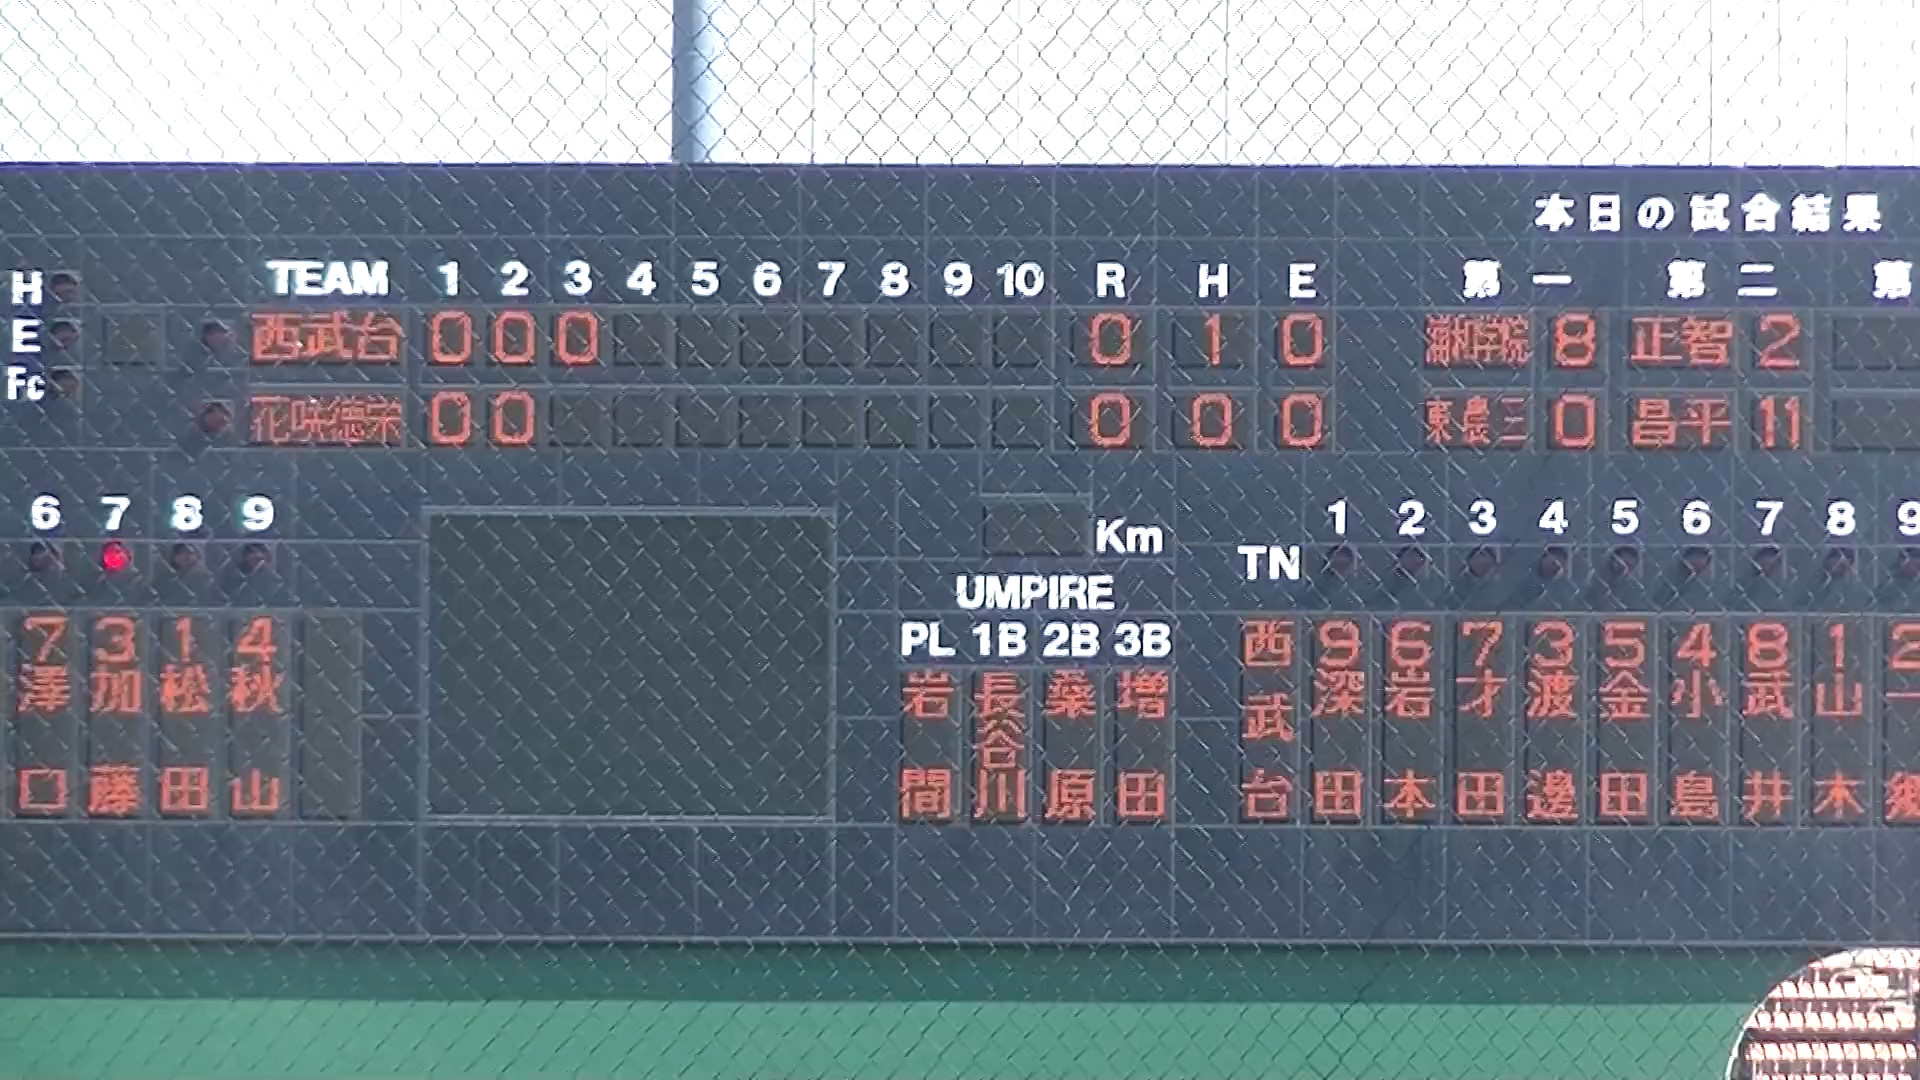 本日の試合結果
H
E
Fc
TEAM 1 2 3 4 5 6 7 8 9 10 R H E
第一 第二 第
西武台 0 0 0 0 1 0
浦和学院 8 正智 2
花咲徳栄 0 0 0 0 0
東農三 0 昌平 11
6 7 8 9
Km
TN 1 2 3 4 5 6 7 8 9
UMPIRE
PL 1B 2B 3B
7 澤口
3 加藤
1 松田
4 秋山
岩間
長谷川
桑原
増田
西武台
9 深田
6 岩本
7 才田
3 渡邊
5 金田
4 小島
8 武井
1 山木
2